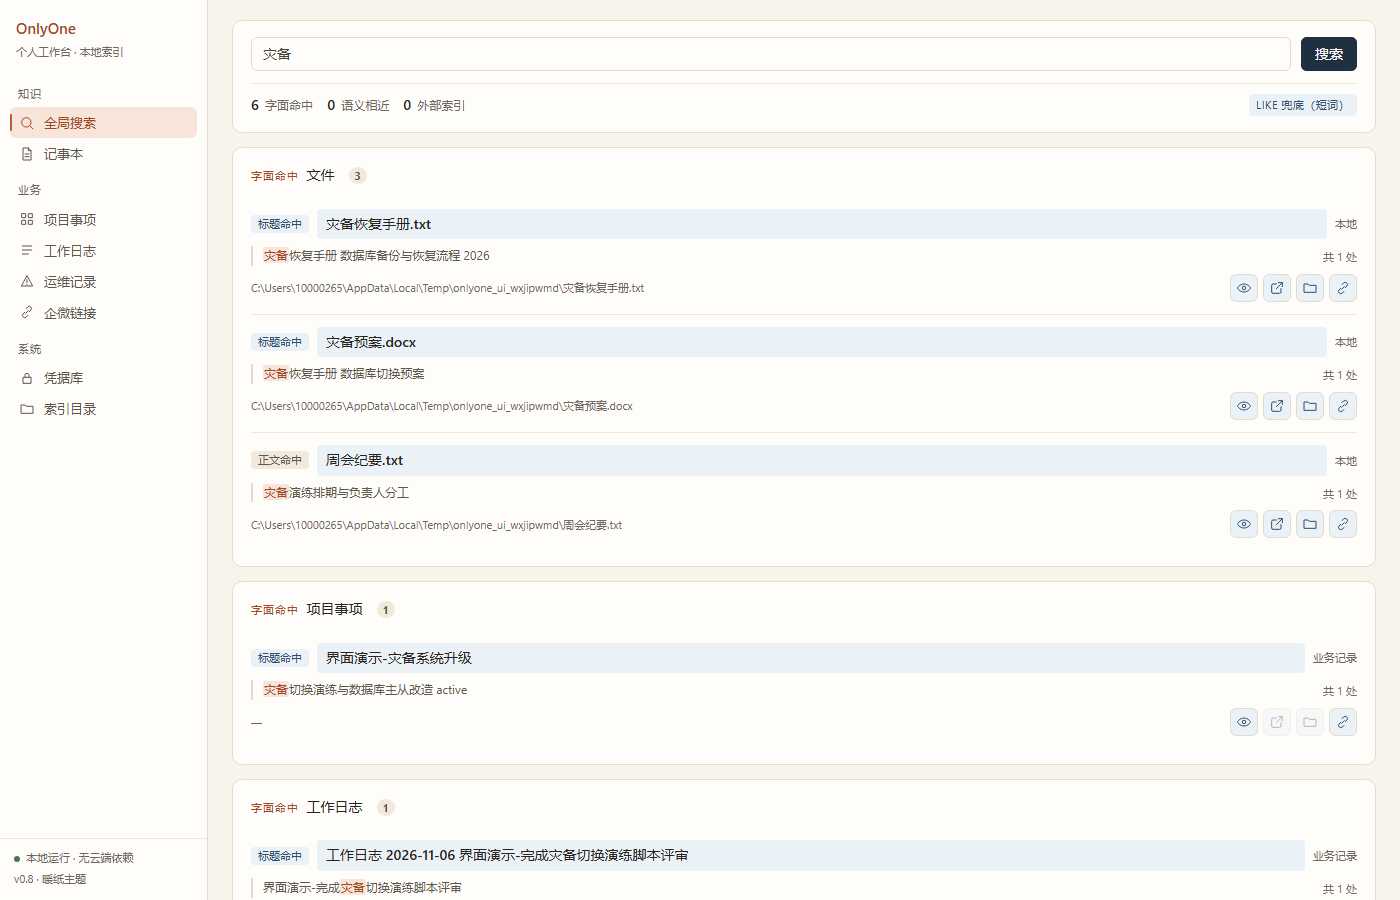 OnlyOne
个人工作台 · 本地索引
知识
全局搜索
记事本
业务
项目事项
工作日志
运维记录
企微链接
系统
凭据库
索引目录
本地运行 · 无云端依赖
v0.8 · 暖纸主题
灾备
搜索
6 字面命中 0 语义相近 0 外部索引
LIKE 兜底（短词）
字面命中 文件 3
标题命中 灾备恢复手册.txt 本地
灾备恢复手册 数据库备份与恢复流程 2026 共 1 处
C:\Users\10000265\AppData\Local\Temp\onlyone_ui_wxjipwmd\灾备恢复手册.txt
标题命中 灾备预案.docx 本地
灾备恢复手册 数据库切换预案 共 1 处
C:\Users\10000265\AppData\Local\Temp\onlyone_ui_wxjipwmd\灾备预案.docx
正文命中 周会纪要.txt 本地
灾备演练排期与负责人分工 共 1 处
C:\Users\10000265\AppData\Local\Temp\onlyone_ui_wxjipwmd\周会纪要.txt
字面命中 项目事项 1
标题命中 界面演示-灾备系统升级 业务记录
灾备切换演练与数据库主从改造 active 共 1 处
—
字面命中 工作日志 1
标题命中 工作日志 2026-11-06 界面演示-完成灾备切换演练脚本评审 业务记录
界面演示-完成灾备切换演练脚本评审 共 1 处